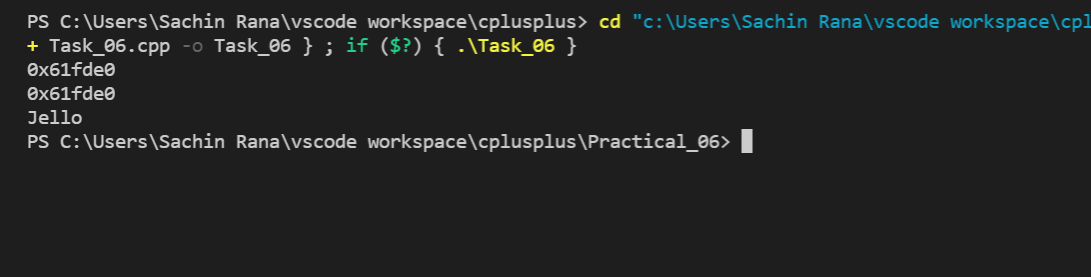 PS C:\Users\Sachin Rana\vscode workspace\cplusplus> cd "c:\Users\Sachin Rana\vscode workspace\cpl
+ Task_06.cpp -o Task_06 } ; if ($?) { .\Task_06 }
0x61fde0
0x61fde0
Jello
PS C:\Users\Sachin Rana\vscode workspace\cplusplus\Practical_06>